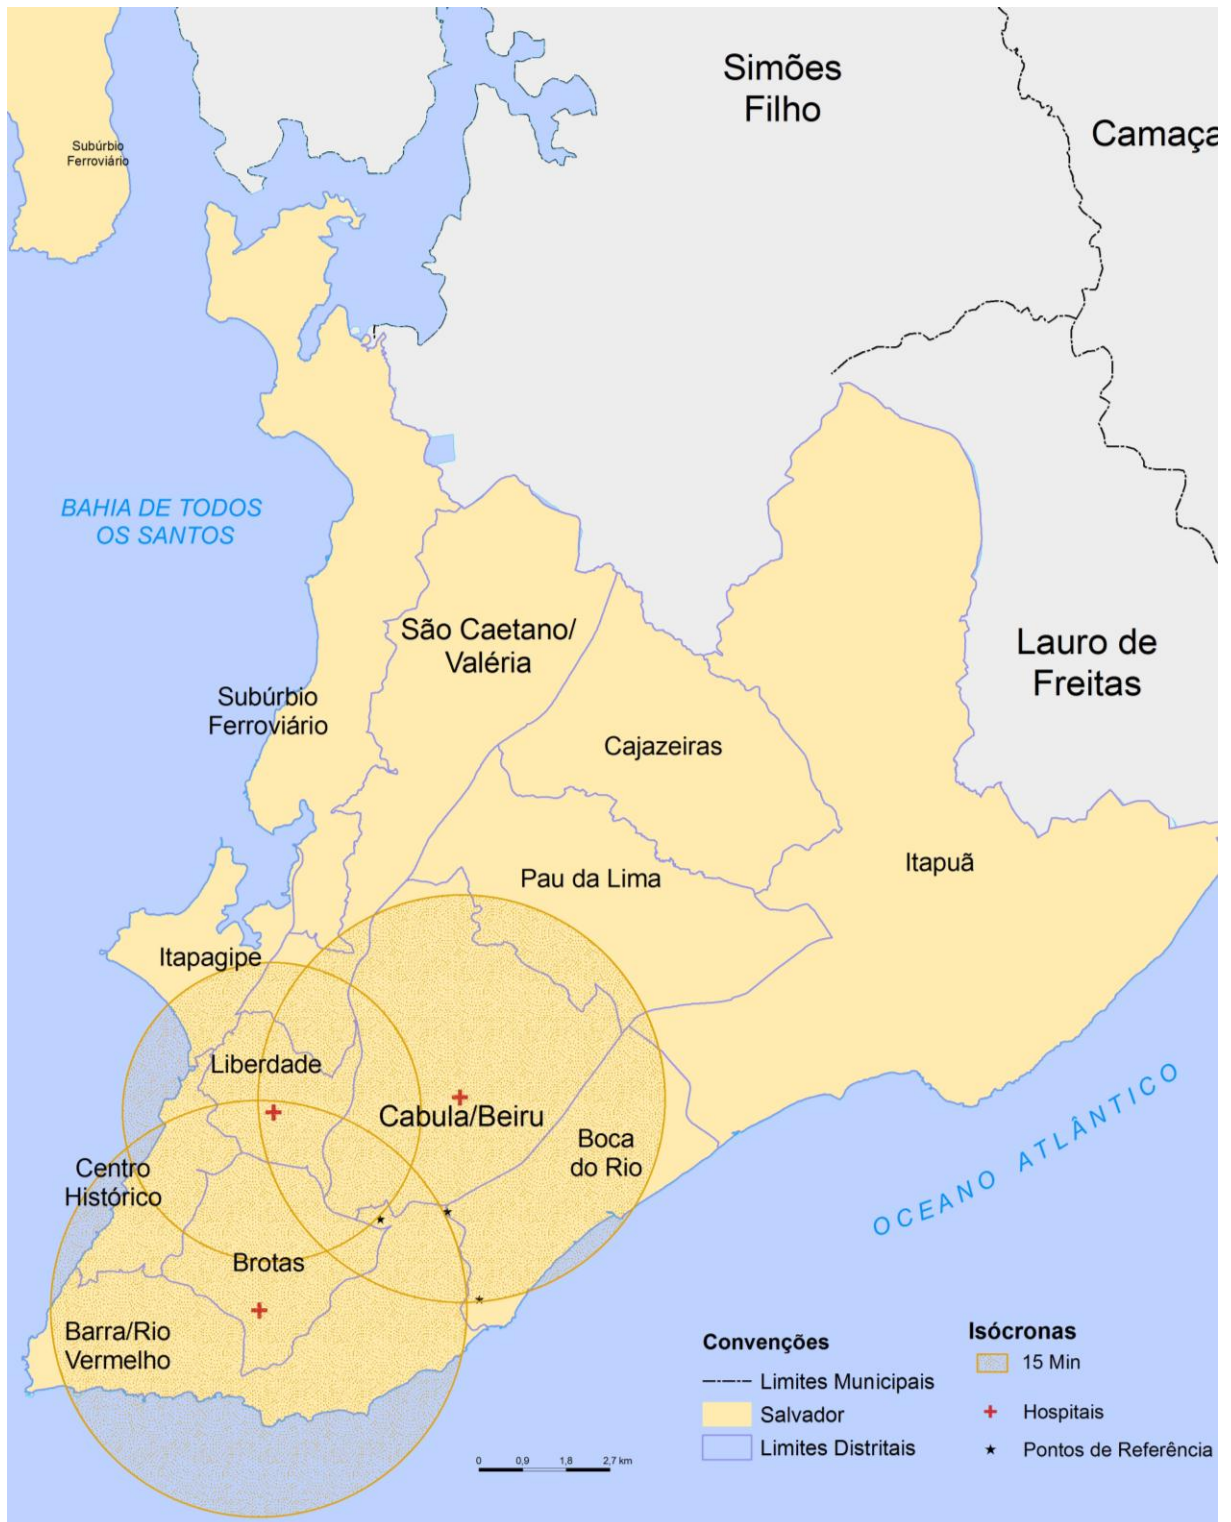 Simões
Filho
Camaça
Subúrbio
Ferroviário
BAHIA DE TODOS
OS SANTOS
São Caetano/
Valéria
Lauro de
Freitas
Subúrbio
Ferroviário
Cajazeiras
Itapuã
Pau da Lima
Itapagipe
Liberdade
Cabula/Beiru
Boca
do Rio
Centro
Histórico
OCEANO ATLÂNTICO
Brotas
Barra/Rio
Vermelho
Convenções
Limites Municipais
Salvador
Limites Distritais
Isócronas
15 Min
Hospitais
Pontos de Referência
0 0,9 1,8 2,7 km